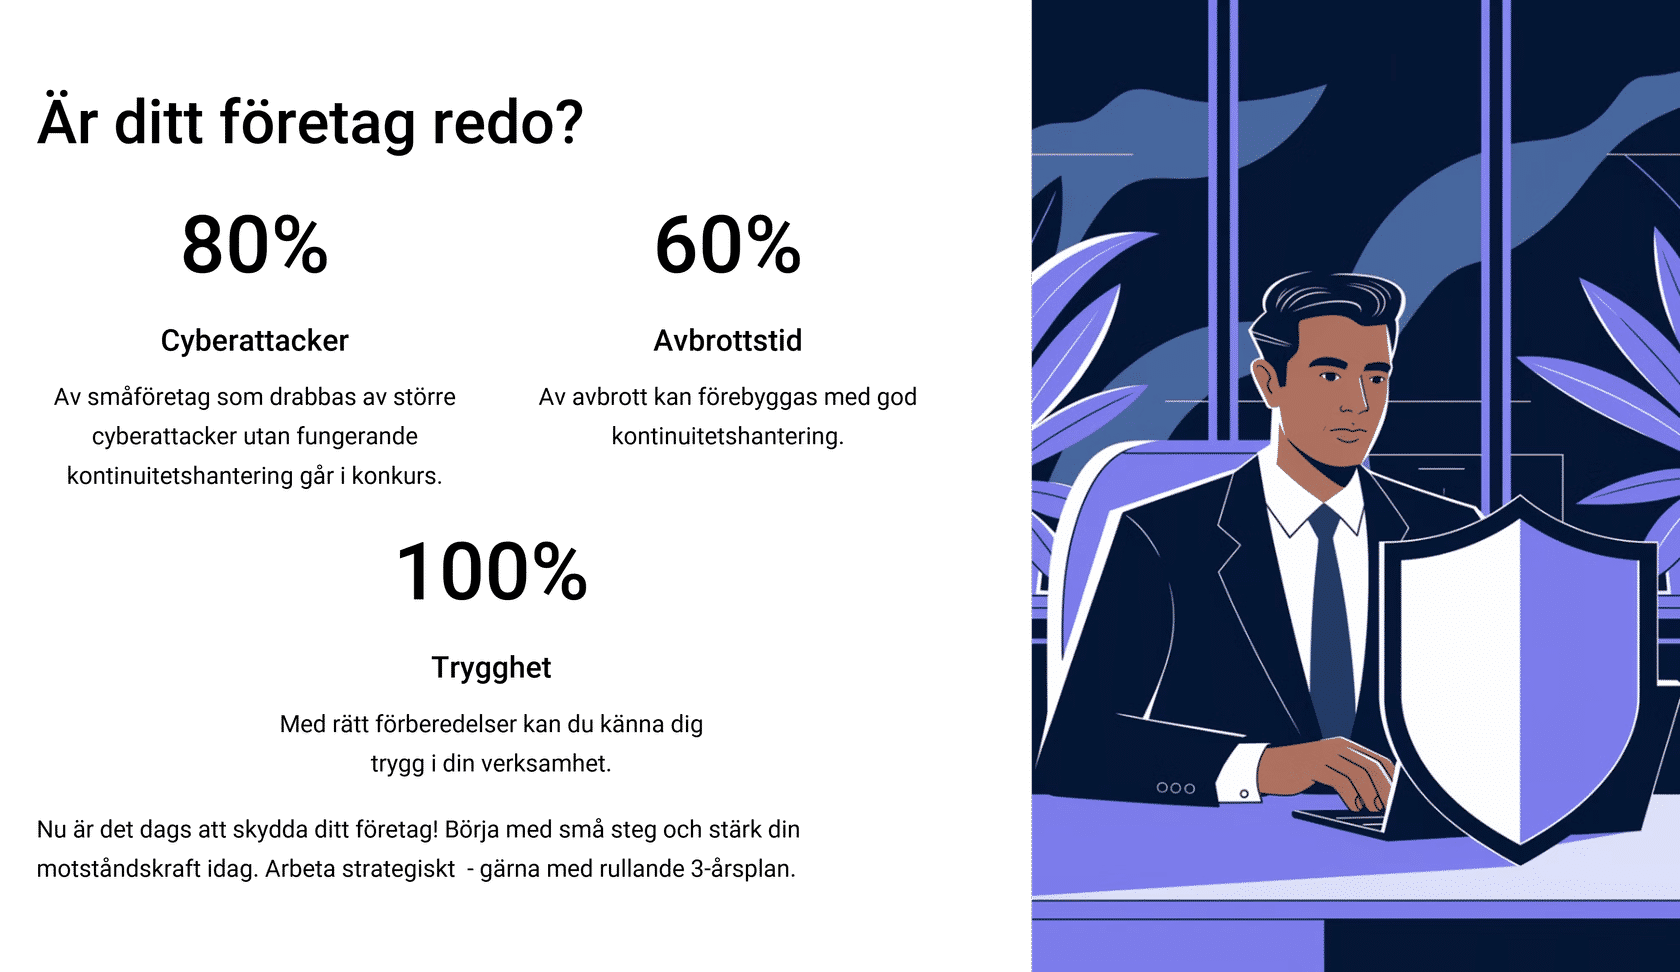 Är ditt företag redo?
80%
Cyberattacker
Av småföretag som drabbas av större
cyberattacker utan fungerande
kontinuitetshantering går i konkurs.
60%
Avbrottstid
Av avbrott kan förebyggas med god
kontinuitetshantering.
100%
Trygghet
Med rätt förberedelser kan du känna dig
trygg i din verksamhet.
Nu är det dags att skydda ditt företag! Börja med små steg och stärk din
motståndskraft idag. Arbeta strategiskt  - gärna med rullande 3-årsplan.